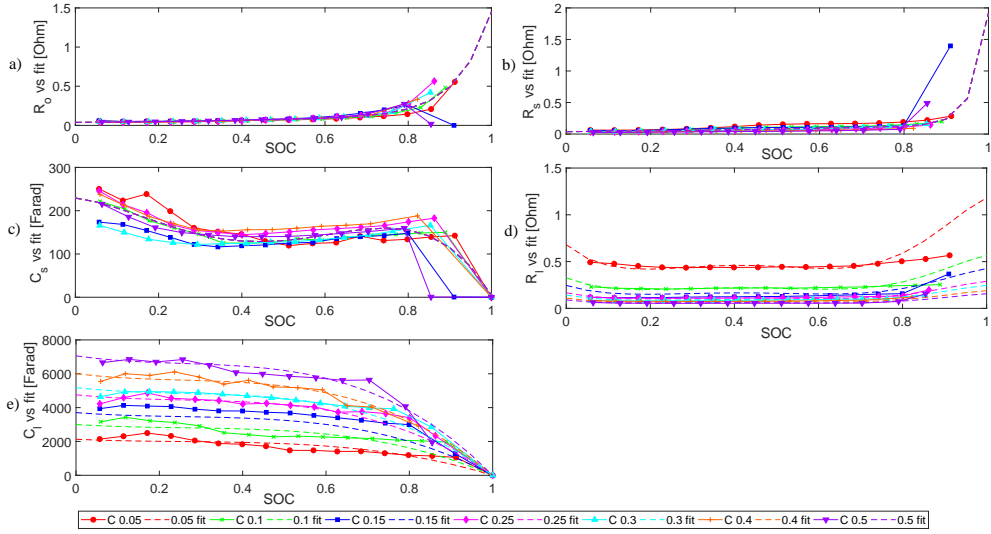 a)
R_o vs fit [Ohm]
1.5
1
0.5
0
0 0.2 0.4 0.6 0.8 1
SOC
b)
R_s vs fit [Ohm]
2
1.5
1
0.5
0
0 0.2 0.4 0.6 0.8 1
SOC
c)
C_s vs fit [Farad]
300
200
100
0
0 0.2 0.4 0.6 0.8 1
SOC
d)
R_l vs fit [Ohm]
1.5
1
0.5
0
0 0.2 0.4 0.6 0.8 1
SOC
e)
C_l vs fit [Farad]
8000
6000
4000
2000
0
0 0.2 0.4 0.6 0.8 1
SOC
C 0.05 0.05 fit C 0.1 0.1 fit C 0.15 0.15 fit C 0.25 0.25 fit C 0.3 0.3 fit C 0.4 0.4 fit C 0.5 0.5 fit